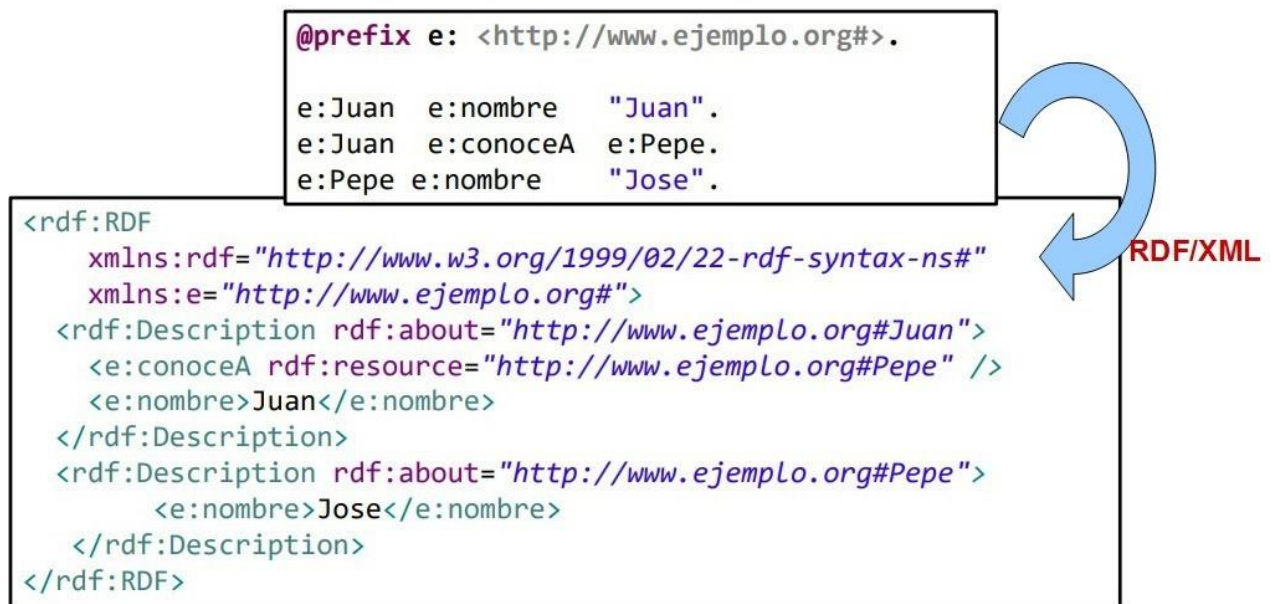 @prefix e: <http://www.ejemplo.org#>.
e:Juan e:nombre "Juan".
e:Juan e:conoceA e:Pepe.
e:Pepe e:nombre "Jose".
RDF/XML
<rdf:RDF
xmlns:rdf="http://www.w3.org/1999/02/22-rdf-syntax-ns#"
xmlns:e="http://www.ejemplo.org#">
<rdf:Description rdf:about="http://www.ejemplo.org#Juan">
<e:conoceA rdf:resource="http://www.ejemplo.org#Pepe" />
<e:nombre>Juan</e:nombre>
</rdf:Description>
<rdf:Description rdf:about="http://www.ejemplo.org#Pepe">
<e:nombre>Jose</e:nombre>
</rdf:Description>
</rdf:RDF>